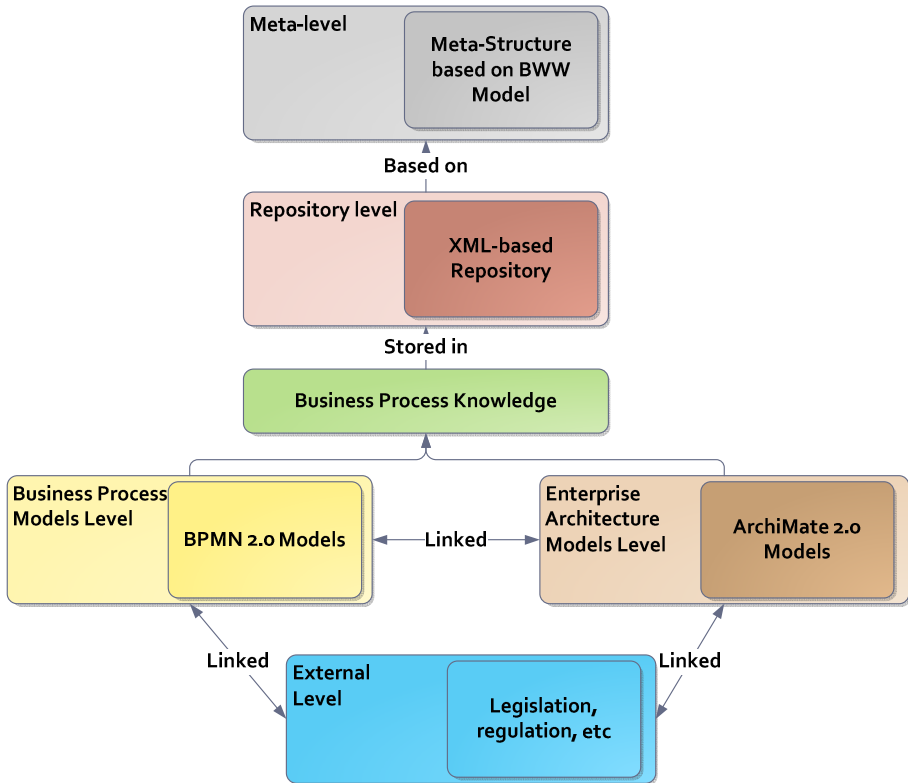 Meta-level
Meta-Structure
based on BWW
Model
Based on
Repository level
XML-based
Repository
Stored in
Business Process Knowledge
Business Process
Models Level
BPMN 2.0 Models
Linked
Enterprise
Architecture
Models Level
ArchiMate 2.0
Models
Linked
Linked
External
Level
Legislation,
regulation, etc